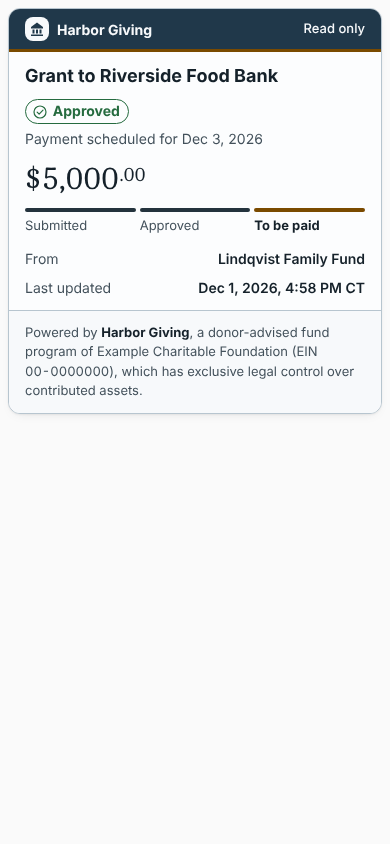 Harbor Giving
Read only
Grant to Riverside Food Bank
Approved
Payment scheduled for Dec 3, 2026
$5,000.00
Submitted
Approved
To be paid
From
Lindqvist Family Fund
Last updated
Dec 1, 2026, 4:58 PM CT
Powered by Harbor Giving, a donor-advised fund
program of Example Charitable Foundation (EIN
00-0000000), which has exclusive legal control over
contributed assets.